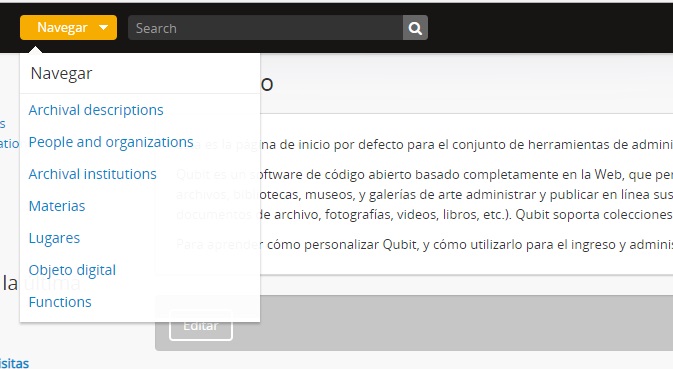 Navegar
Search
Navegar
o
Archival descriptions
People and organizations
Archival institutions
Materias
Lugares
Objeto digital
Functions
es la página de inicio por defecto para el conjunto de herramientas de admini
Qubit es un software de código abierto basado completamente en la Web, que per
archivos, bibliotecas, museos, y galerías de arte administrar y publicar en línea sus
documentos de archivo, fotografías, videos, libros, etc.). Qubit soporta colecciones
Para aprender cómo personalizar Qubit, y cómo utilizarlo para el ingreso y adminis
s
atio
la última
Editar
isitas